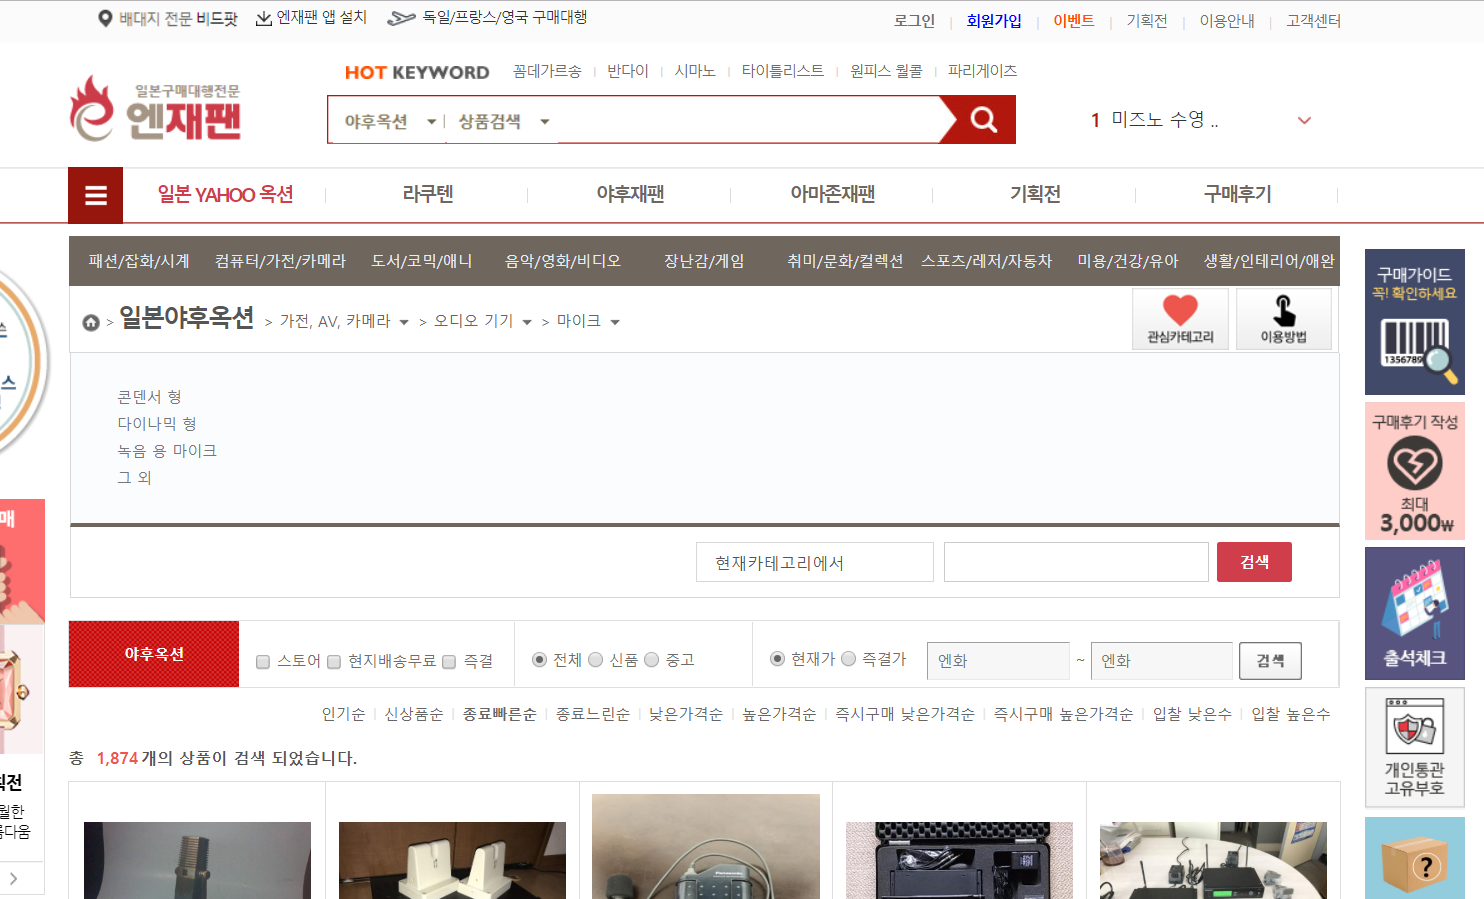 배대지 전문 비드팟 엔재팬 앱 설치 독일/프랑스/영국 구매대행
로그인 회원가입 이벤트 기획전 이용안내 고객센터
HOT KEYWORD 꼼데가르송 반다이 시마노 타이틀리스트 원피스 월콜 파리게이츠
일본구매대행전문
엔재팬
야후옥션 상품검색
1 미즈노 수영 ..
일본 YAHOO 옥션 라쿠텐 야후재팬 아마존재팬 기획전 구매후기
패션/잡화/시계 컴퓨터/가전/카메라 도서/코믹/애니 음악/영화/비디오 장난감/게임 취미/문화/컬렉션 스포츠/레저/자동차 미용/건강/유아 생활/인테리어/애완
> 일본야후옥션 > 가전, AV, 카메라 > 오디오 기기 > 마이크
관심카테고리 이용방법
콘덴서 형
다이나믹 형
녹음 용 마이크
그 외
현재카테고리에서 검색
야후옥션 스토어 현지배송무료 즉결 전체 신품 중고 현재가 즉결가 엔화 ~ 엔화 검색
인기순 신상품순 종료빠른순 종료느린순 낮은가격순 높은가격순 즉시구매 낮은가격순 즉시구매 높은가격순 입찰 낮은수 입찰 높은수
총 1,874개의 상품이 검색 되었습니다.
Panasonic
구매가이드
꼭! 확인하세요
1356789
구매후기 작성
최대
3,000₩
출석체크
개인통관
고유부호
?
스
매
획전
월한
름다움